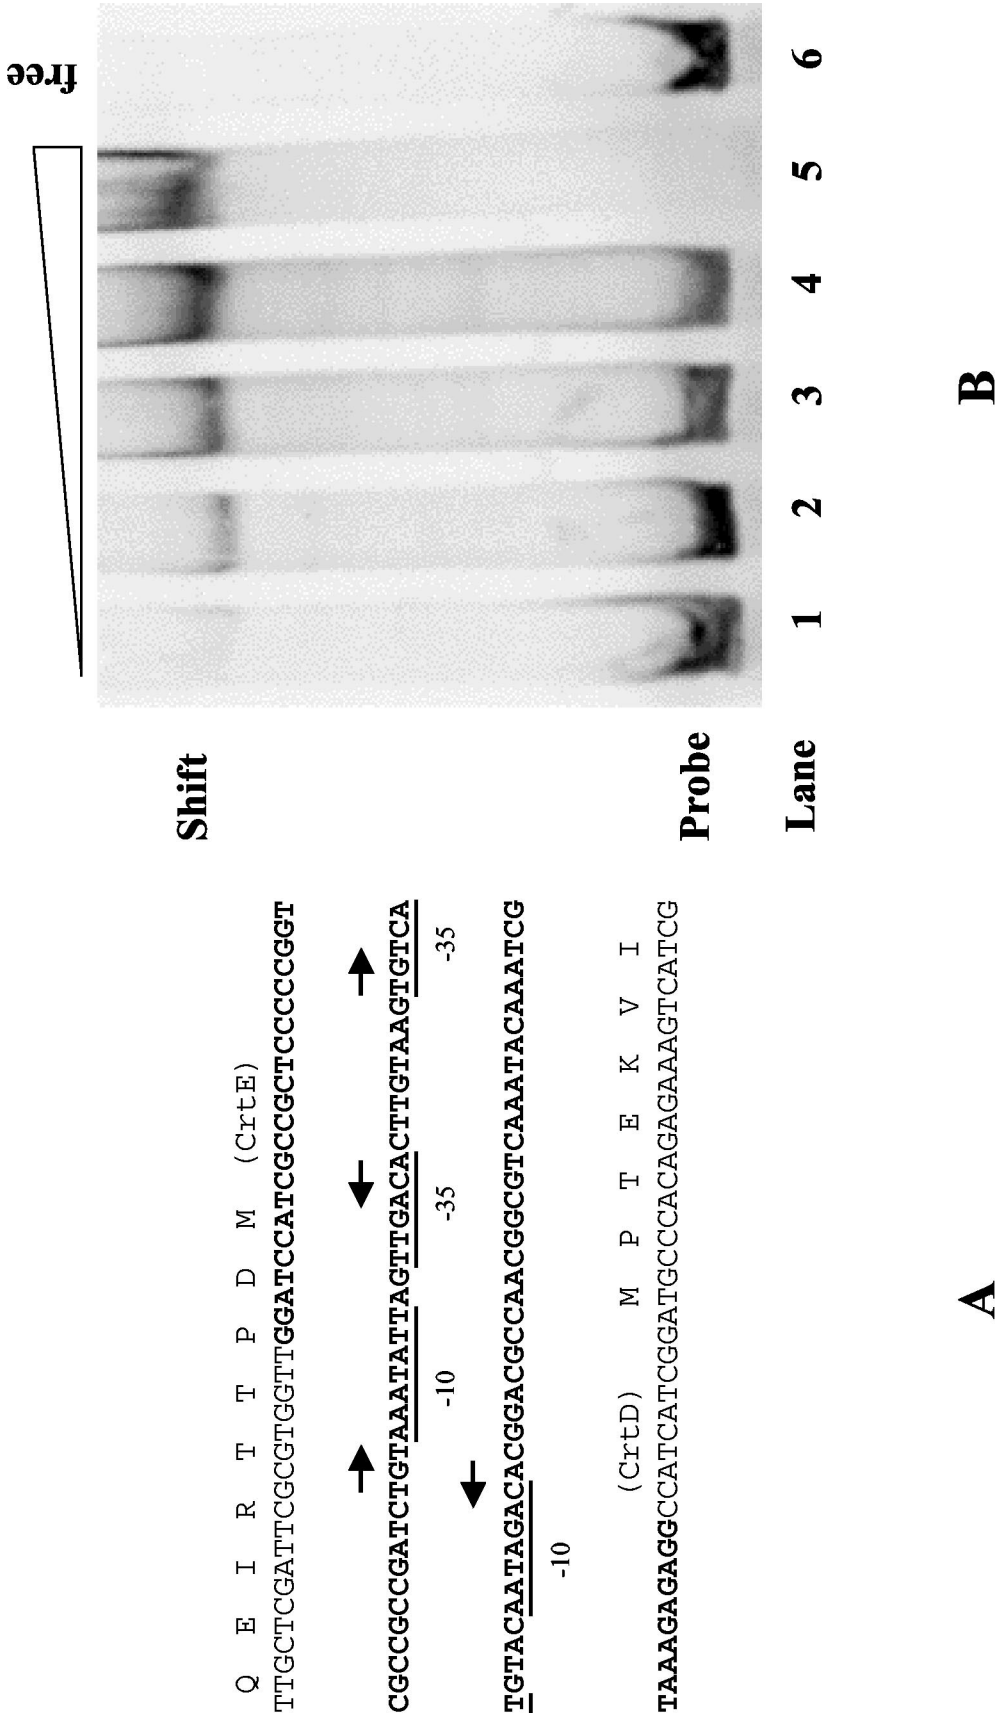 Q E I R T T P D M (CrtE)
TTGCTCGATTCGCGTGGTTGGATCCATCGCCGCTCCCCCGGT
CGCCGCCGATCTGTAAATATTAGTTGACACTTGTAAGTGTCA
-10 -35 -35
TGTACAATAGACACGGACGCCAACGGCGTCAAATACAAATCG
-10
(CrtD) M P T E K V I
TAAAGAGAGGCCATCATCGGATGCCCACAGAGAAAGTCATCG
A
free
Shift
Probe
Lane 1 2 3 4 5 6
B